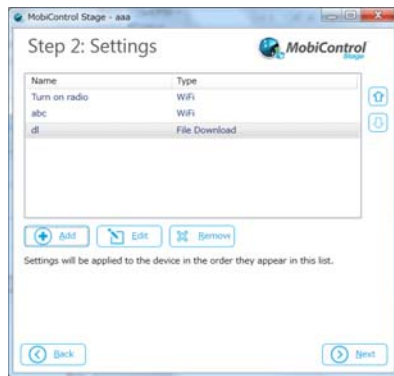 MobiControl Stage - aaa
Step 2: Settings
MobiControl
Stage
Name Type
Turn on radio WiFi
abc WiFi
dl File Download
Add Edit Remove
Settings will be applied to the device in the order they appear in this list.
Back Next